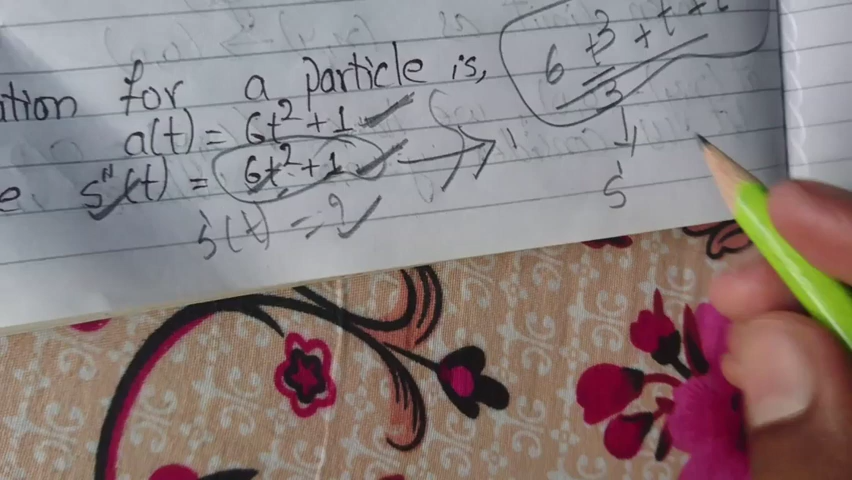 ation for a particle is,
a(t) = 6t² + 1
e s"(t) = 6t² + 1
s'(t) = ?
6 t³ + t + c
3
s'